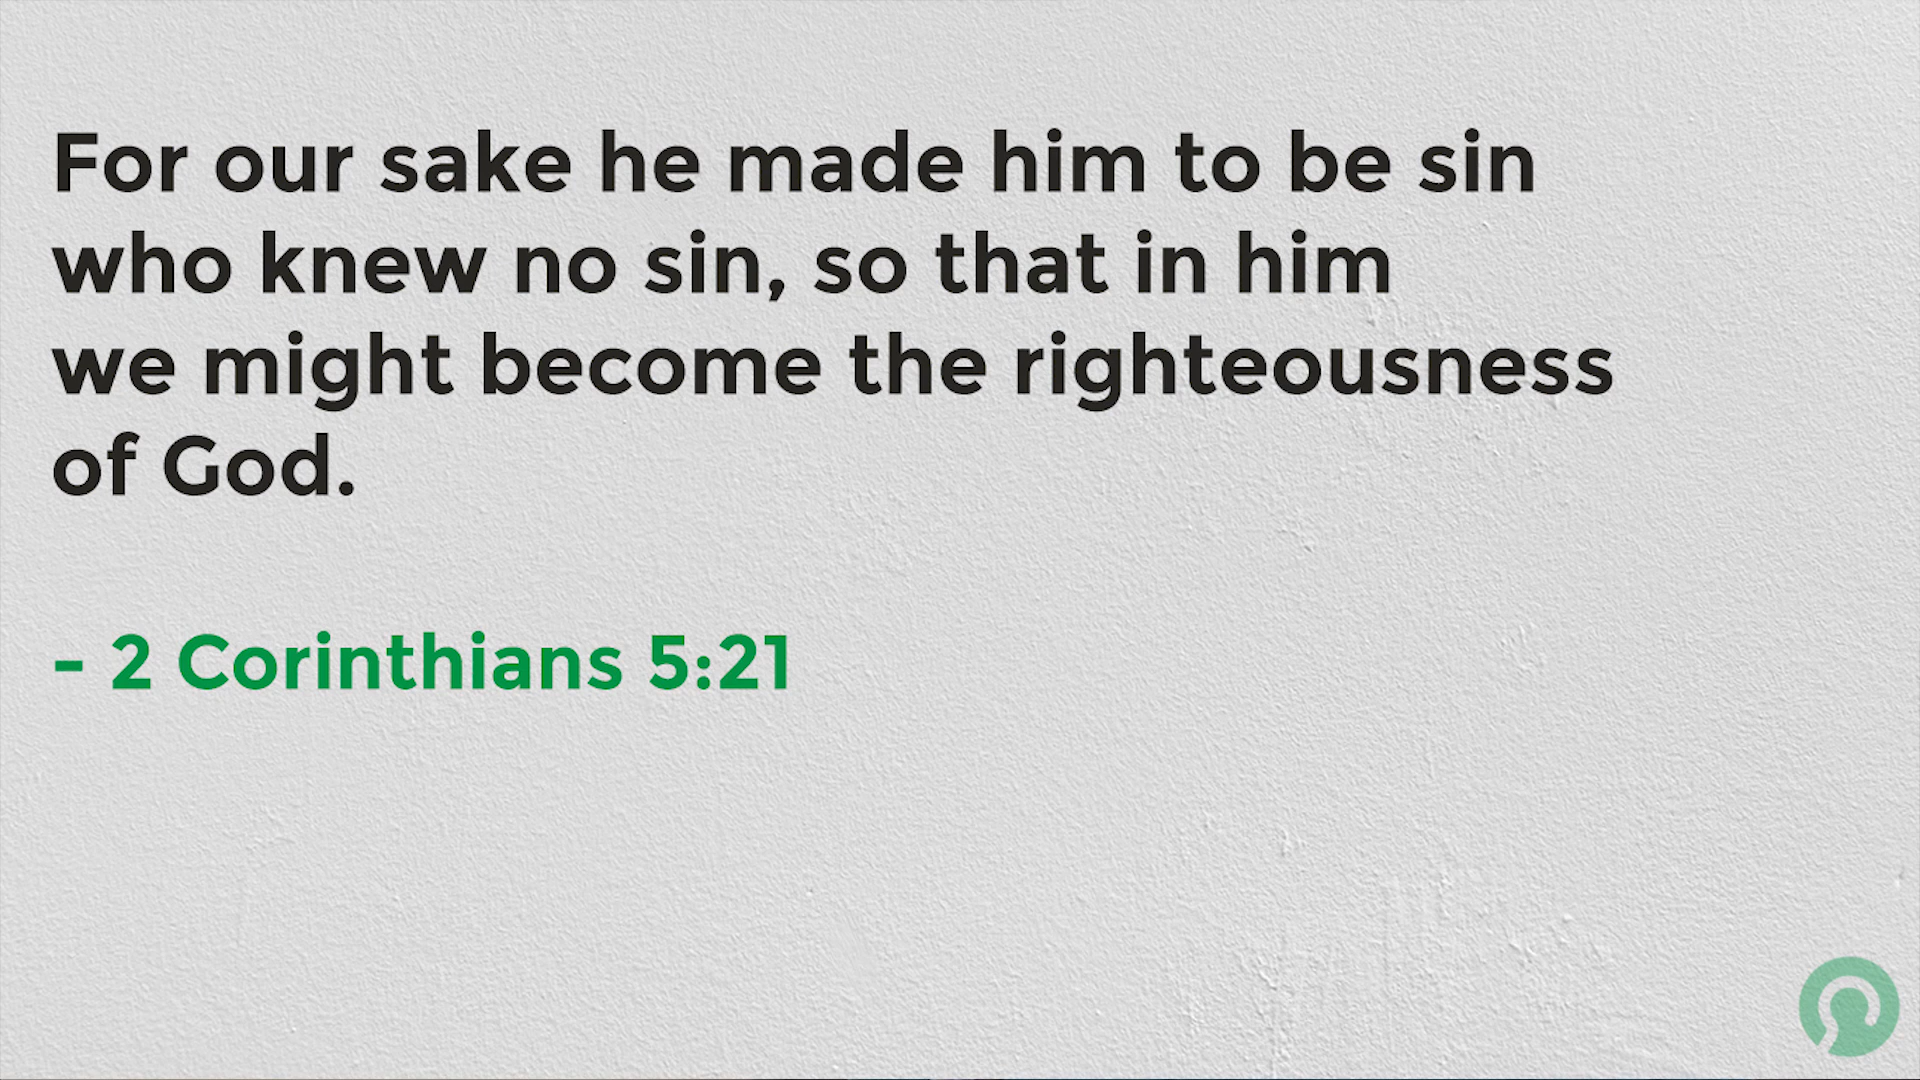 For our sake he made him to be sin
who knew no sin, so that in him
we might become the righteousness
of God.
- 2 Corinthians 5:21